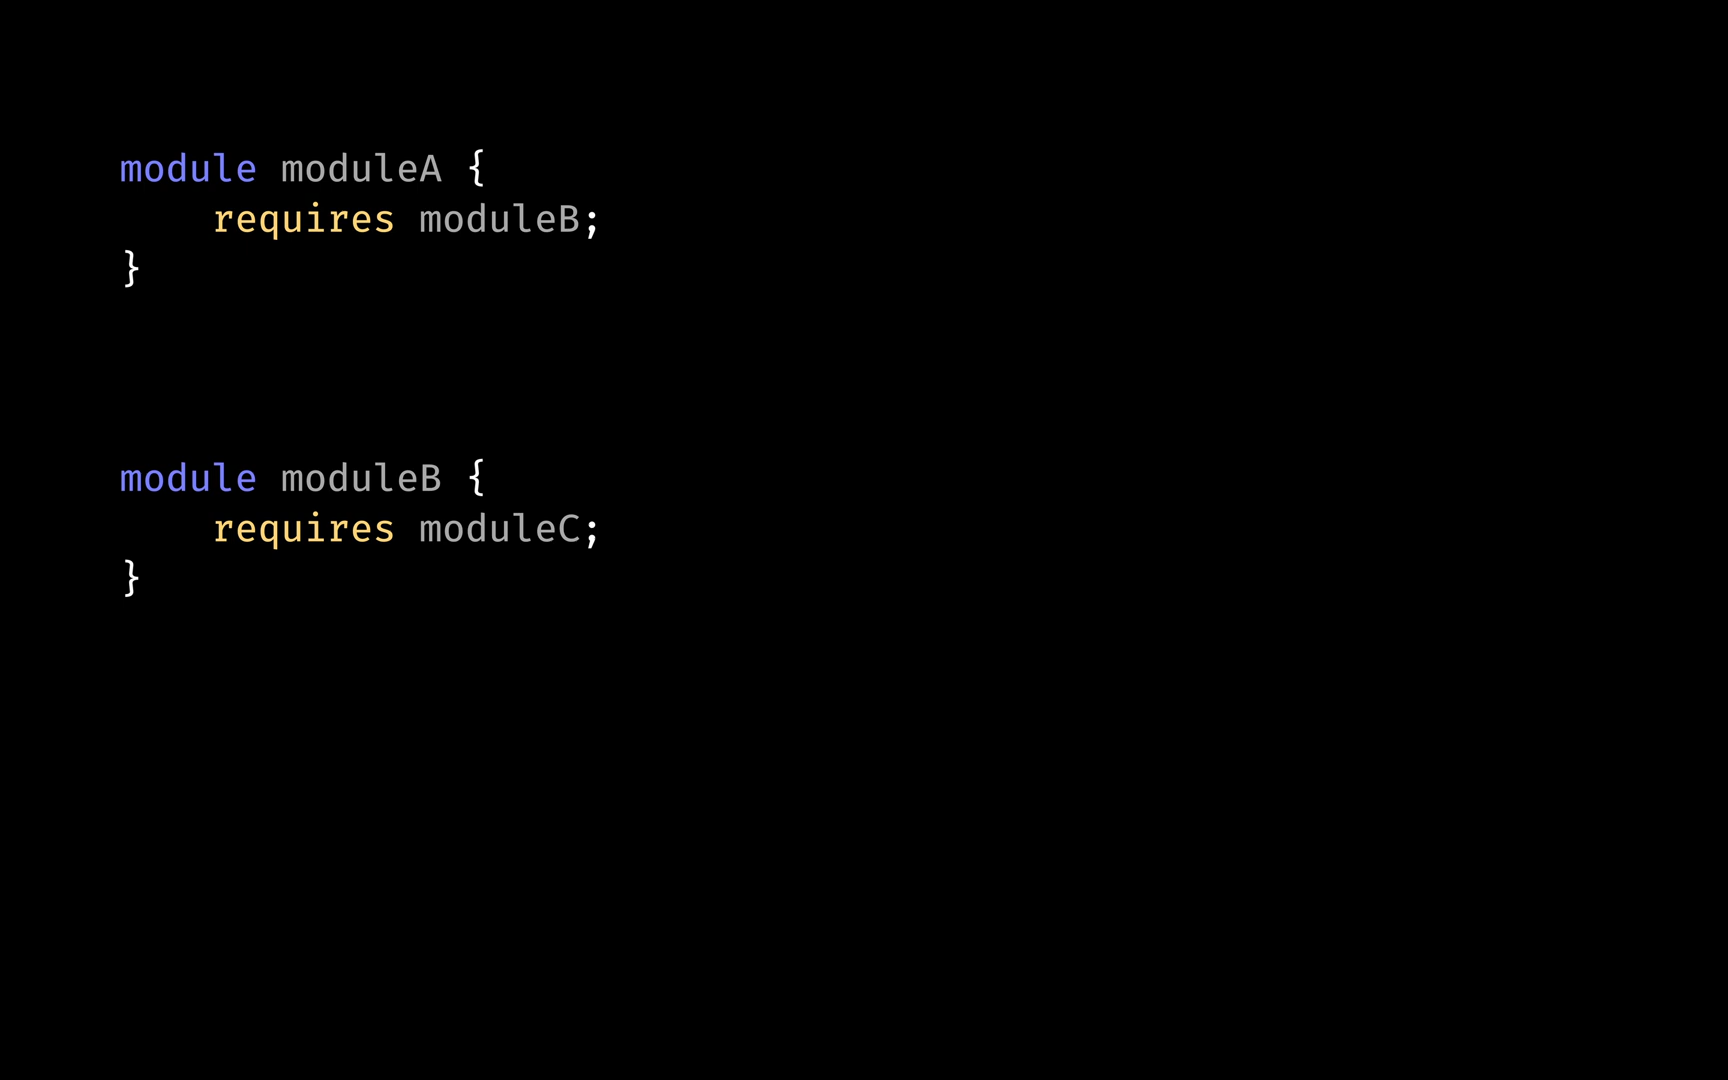 module moduleA {
    requires moduleB;
}
module moduleB {
    requires moduleC;
}